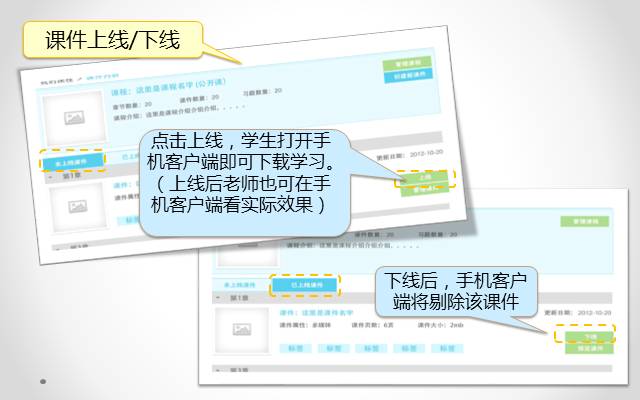 课件上线/下线
我的课程 / 课件列表
管理课程
创建新课件
课程：这里是课程名字 (公开课)
章节数量：20 课件数量：20 习题数量：20
课程介绍：这里是课程介绍介绍介绍。。。。。
未上线课件
第1章
更新日期：2012-10-20
上线
点击上线，学生打开手
机客户端即可下载学习。
（上线后老师也可在手
机客户端看实际效果）
课件属性
标签
管理课程
课件数量：20 习题数量：20
课程介绍：这里是课程介绍介绍介绍。。。。。
未上线课件 已上线课件
第1章
下线后，手机客户
端将剔除该课件
课件：这里是课件名字 更新日期：2012-10-20
课件属性：多媒体 课件页数：6页 课件大小：2mb
下线
预览课件
标签 标签 标签 标签 标签
第3章